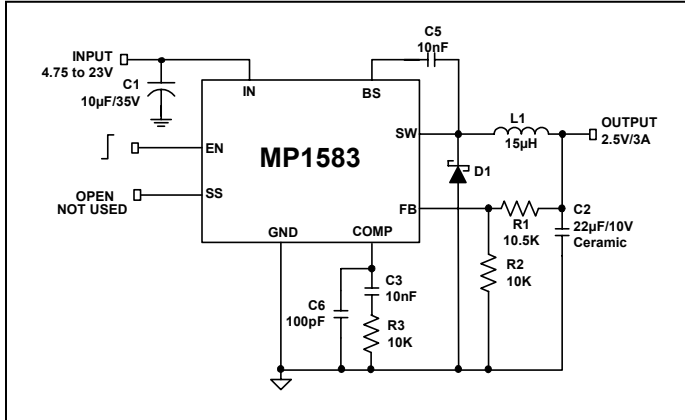 C5
10nF
INPUT
4.75 to 23V
C1
10µF/35V
IN
BS
L1
15µH
OUTPUT
2.5V/3A
SW
EN
MP1583
D1
OPEN
NOT USED
SS
FB
R1
10.5K
C2
22µF/10V
Ceramic
GND
COMP
R2
10K
C3
10nF
C6
100pF
R3
10K